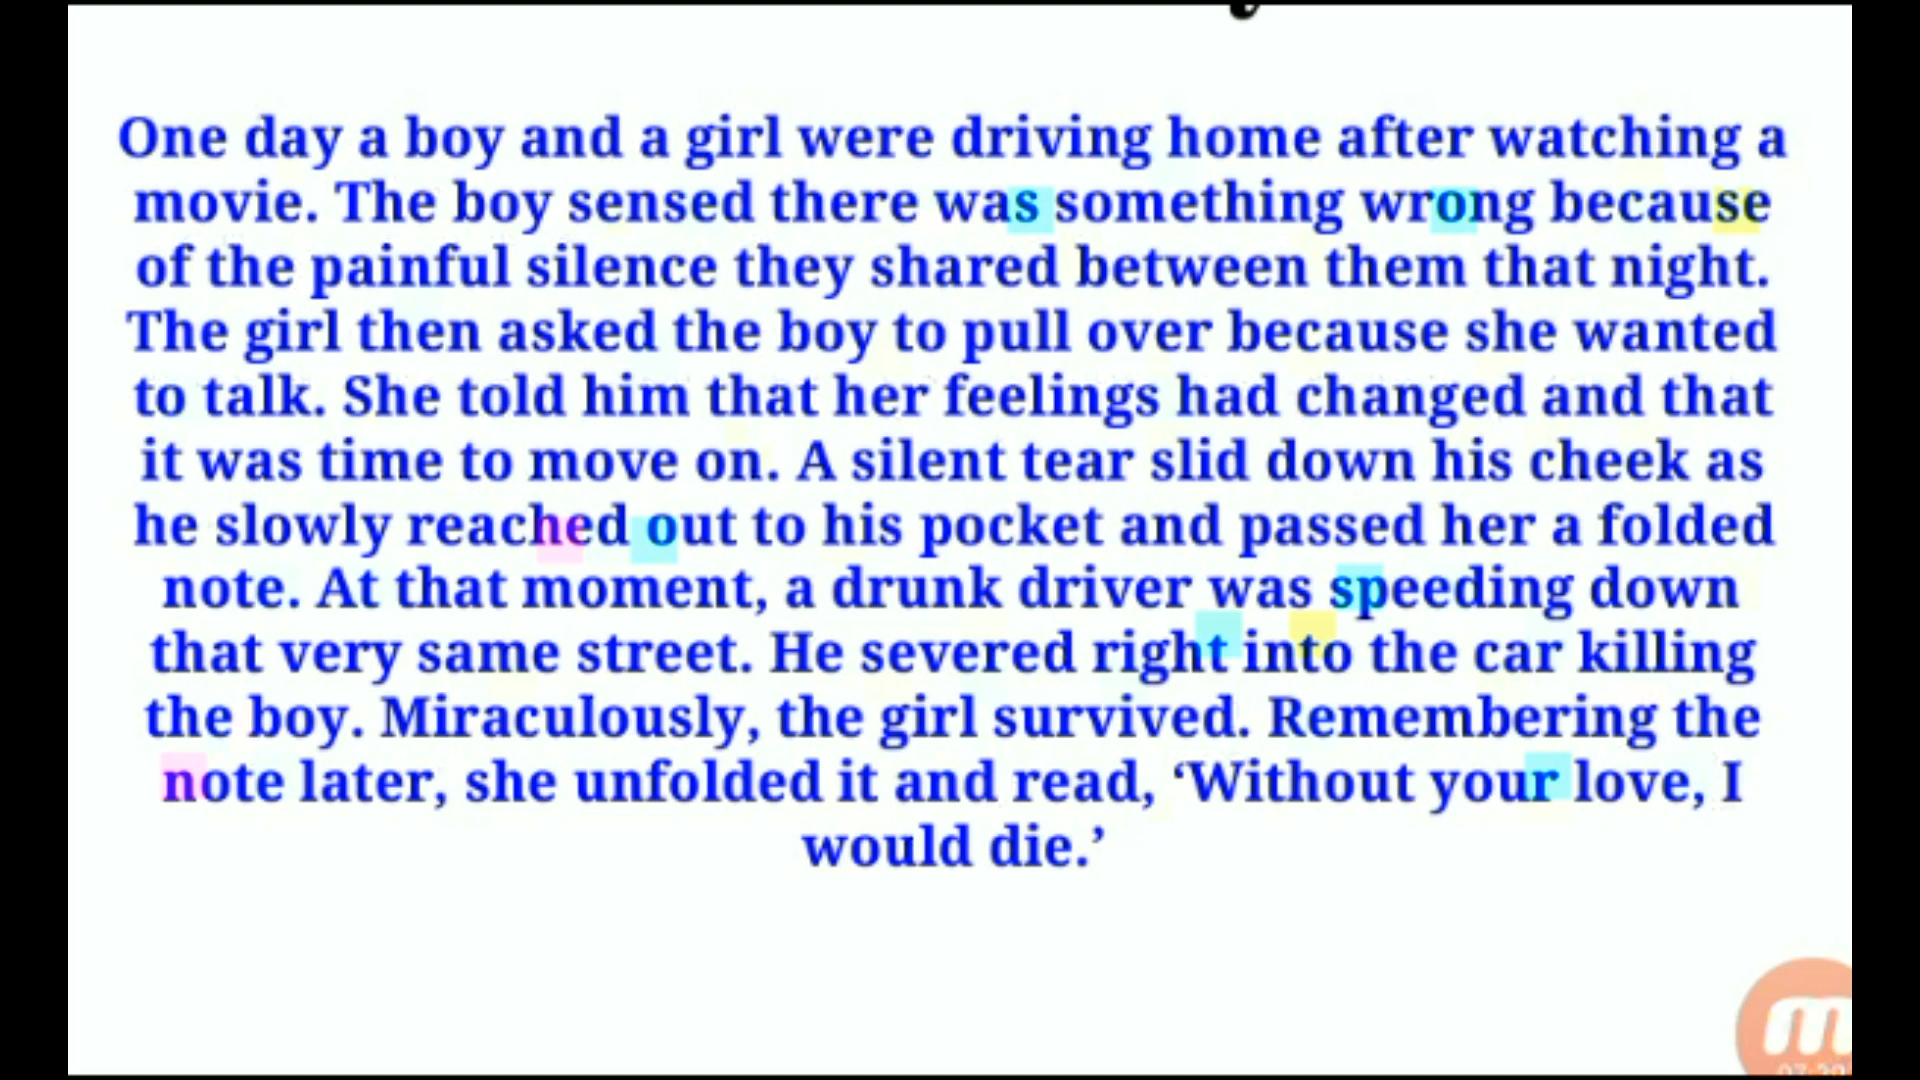 One day a boy and a girl were driving home after watching a
movie. The boy sensed there was something wrong because
of the painful silence they shared between them that night.
The girl then asked the boy to pull over because she wanted
to talk. She told him that her feelings had changed and that
it was time to move on. A silent tear slid down his cheek as
he slowly reached out to his pocket and passed her a folded
note. At that moment, a drunk driver was speeding down
that very same street. He severed right into the car killing
the boy. Miraculously, the girl survived. Remembering the
note later, she unfolded it and read, ‘Without your love, I
would die.’
m